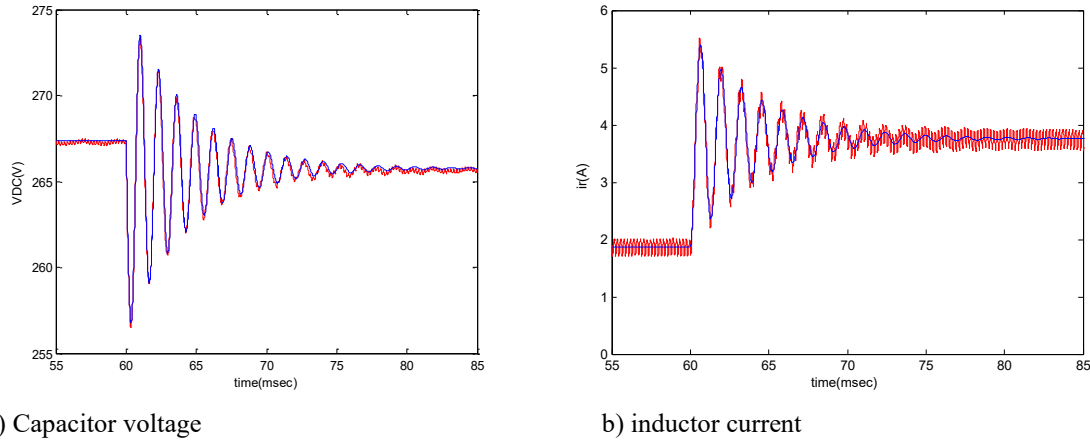 275
270
265
260
255
VDC(V)
55 60 65 70 75 80 85
time(msec)
6
5
4
3
2
1
0
ir(A)
55 60 65 70 75 80 85
time(msec)
) Capacitor voltage
b) inductor current